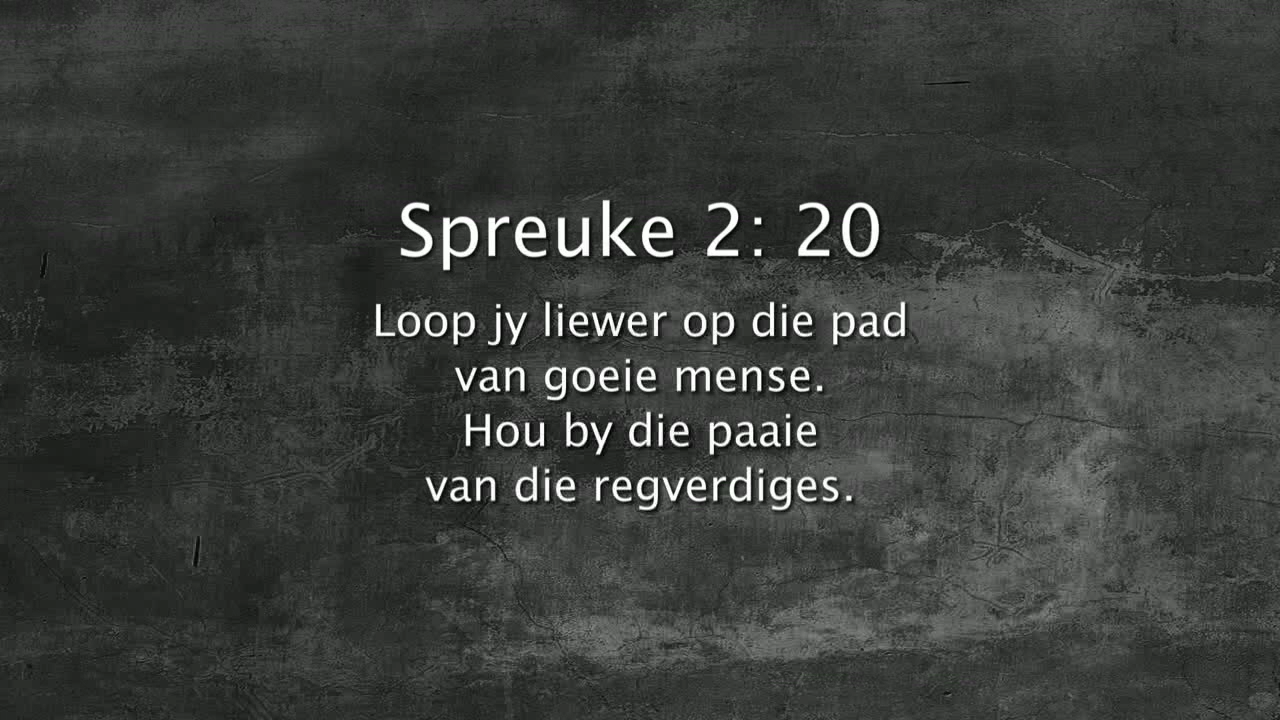 Spreuke 2: 20
Loop jy liewer op die pad
van goeie mense.
Hou by die paaie
van die regverdiges.